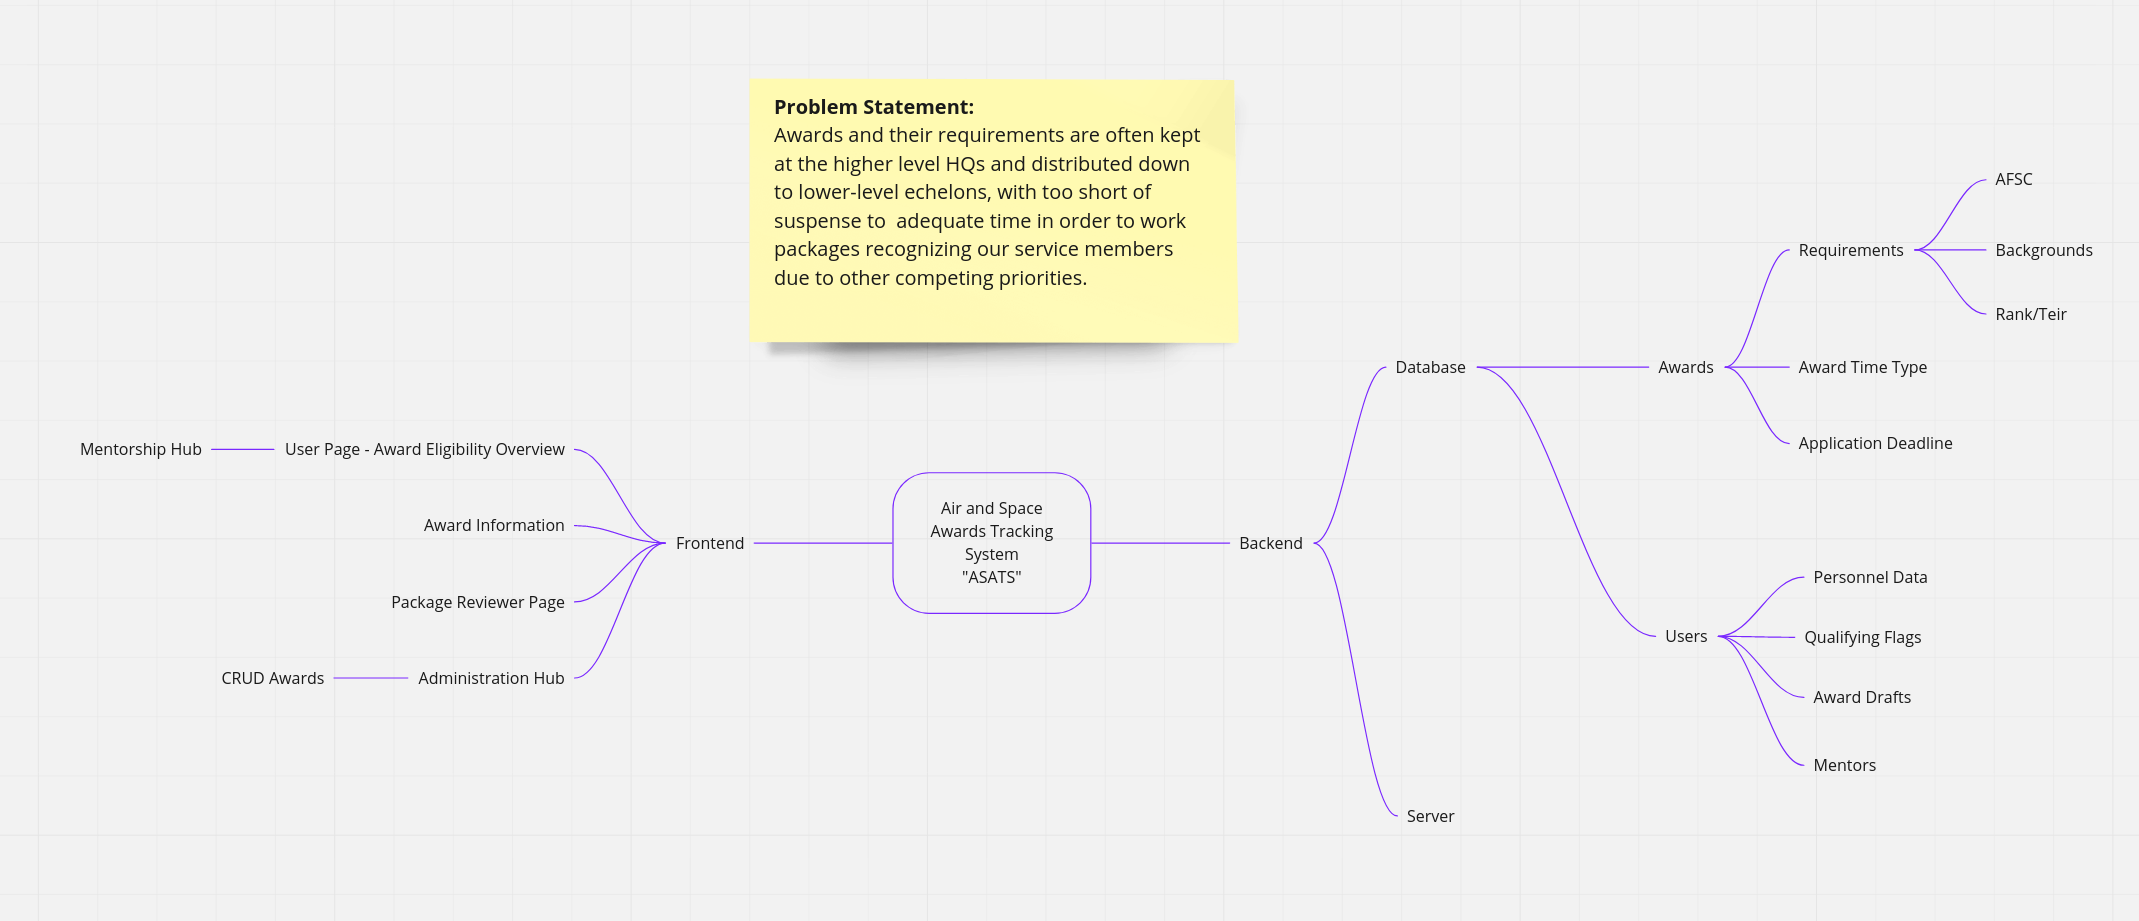 Problem Statement:
Awards and their requirements are often kept
at the higher level HQs and distributed down
to lower-level echelons, with too short of
suspense to  adequate time in order to work
packages recognizing our service members
due to other competing priorities.
Mentorship Hub
User Page - Award Eligibility Overview
Award Information
Package Reviewer Page
CRUD Awards
Administration Hub
Frontend
Air and Space
Awards Tracking
System
"ASATS"
Backend
Database
Server
Awards
Requirements
AFSC
Backgrounds
Rank/Teir
Award Time Type
Application Deadline
Users
Personnel Data
Qualifying Flags
Award Drafts
Mentors